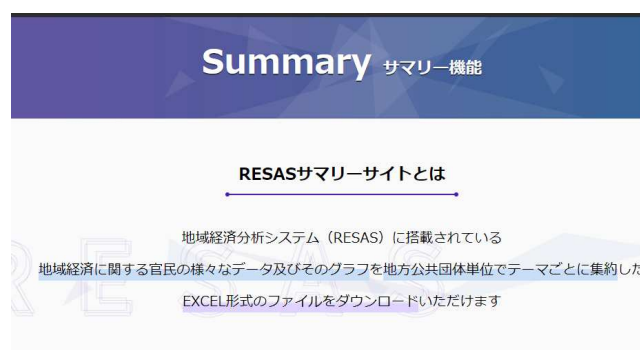 Summary サマリー機能
RESASサマリーサイトとは
地域経済分析システム（RESAS）に搭載されている
地域経済に関する官民の様々なデータ及びそのグラフを地方公共団体単位でテーマごとに集約した
EXCEL形式のファイルをダウンロードいただけます
RESAS